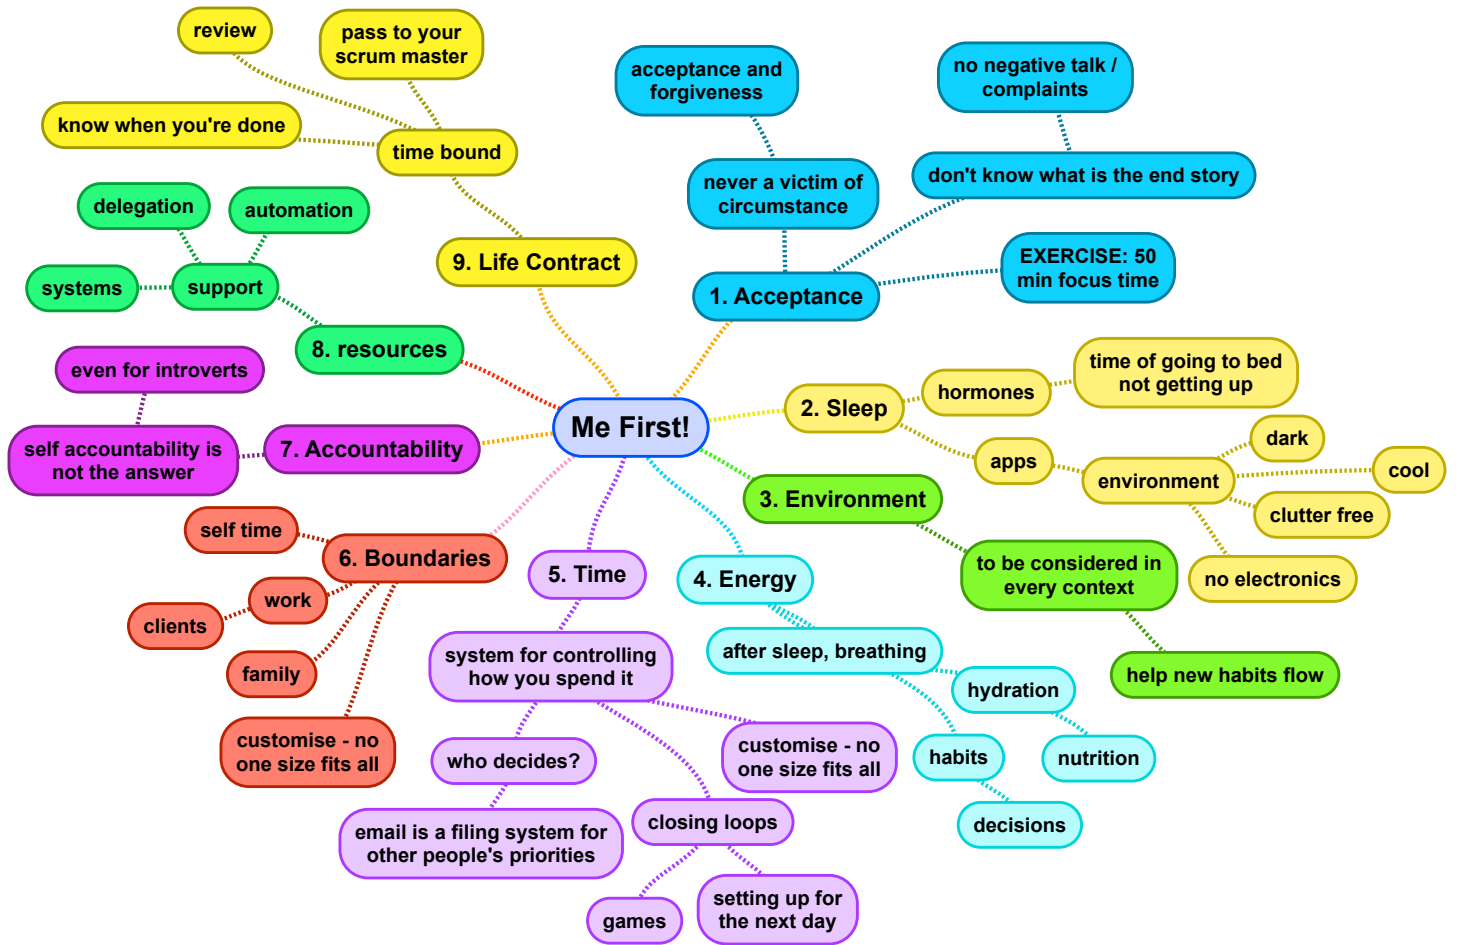 Me First!
1. Acceptance
never a victim of
circumstance
acceptance and
forgiveness
don't know what is the end story
no negative talk /
complaints
EXERCISE: 50
min focus time
2. Sleep
hormones
time of going to bed
not getting up
apps
environment
dark
cool
clutter free
no electronics
3. Environment
to be considered in
every context
help new habits flow
4. Energy
after sleep, breathing
hydration
nutrition
habits
decisions
5. Time
system for controlling
how you spend it
who decides?
email is a filing system for
other people's priorities
closing loops
games
setting up for
the next day
customise - no
one size fits all
6. Boundaries
self time
work
clients
family
customise - no
one size fits all
7. Accountability
self accountability is
not the answer
even for introverts
8. resources
support
systems
delegation
automation
9. Life Contract
time bound
know when you're done
review
pass to your
scrum master